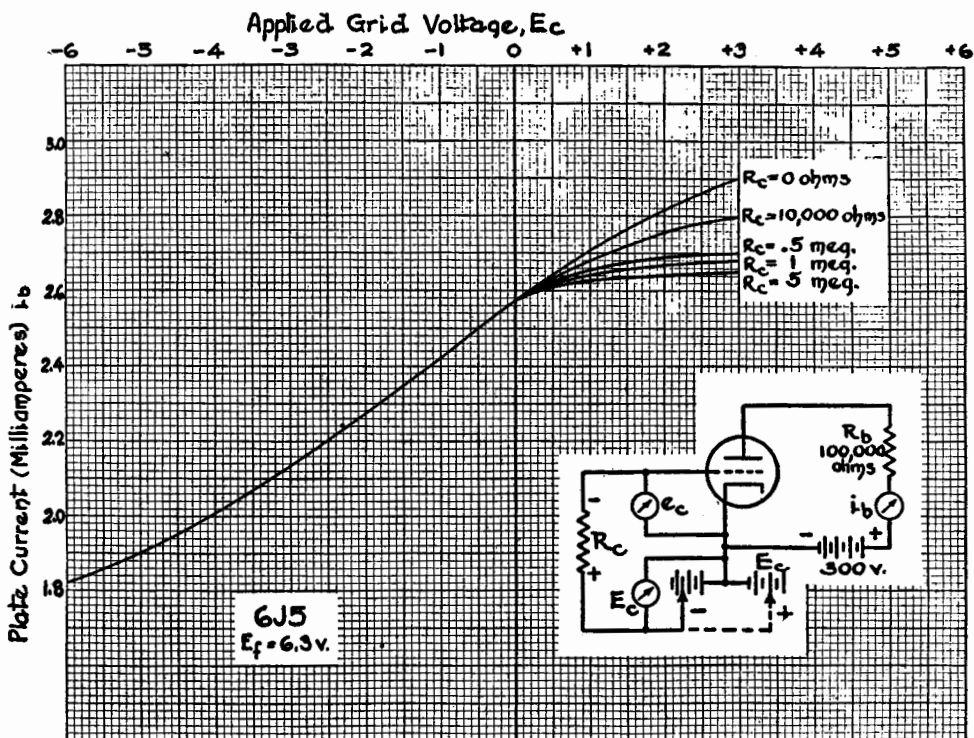 Applied Grid Voltage, Ec
-6 -5 -4 -3 -2 -1 0 +1 +2 +3 +4 +5 +6
Plate Current (Milliamperes) ib
3.0
2.8
2.6
2.4
2.2
2.0
1.8
Rc=0 ohms
Rc=10,000 ohms
Rc= .5 meg.
Rc= 1 meg.
Rc= 5 meg.
6J5
Ef=6.3 v.
Rb
100,000
ohms
ib
ec
Rc
Ec
Ec
- +
- +
- +
300 v.